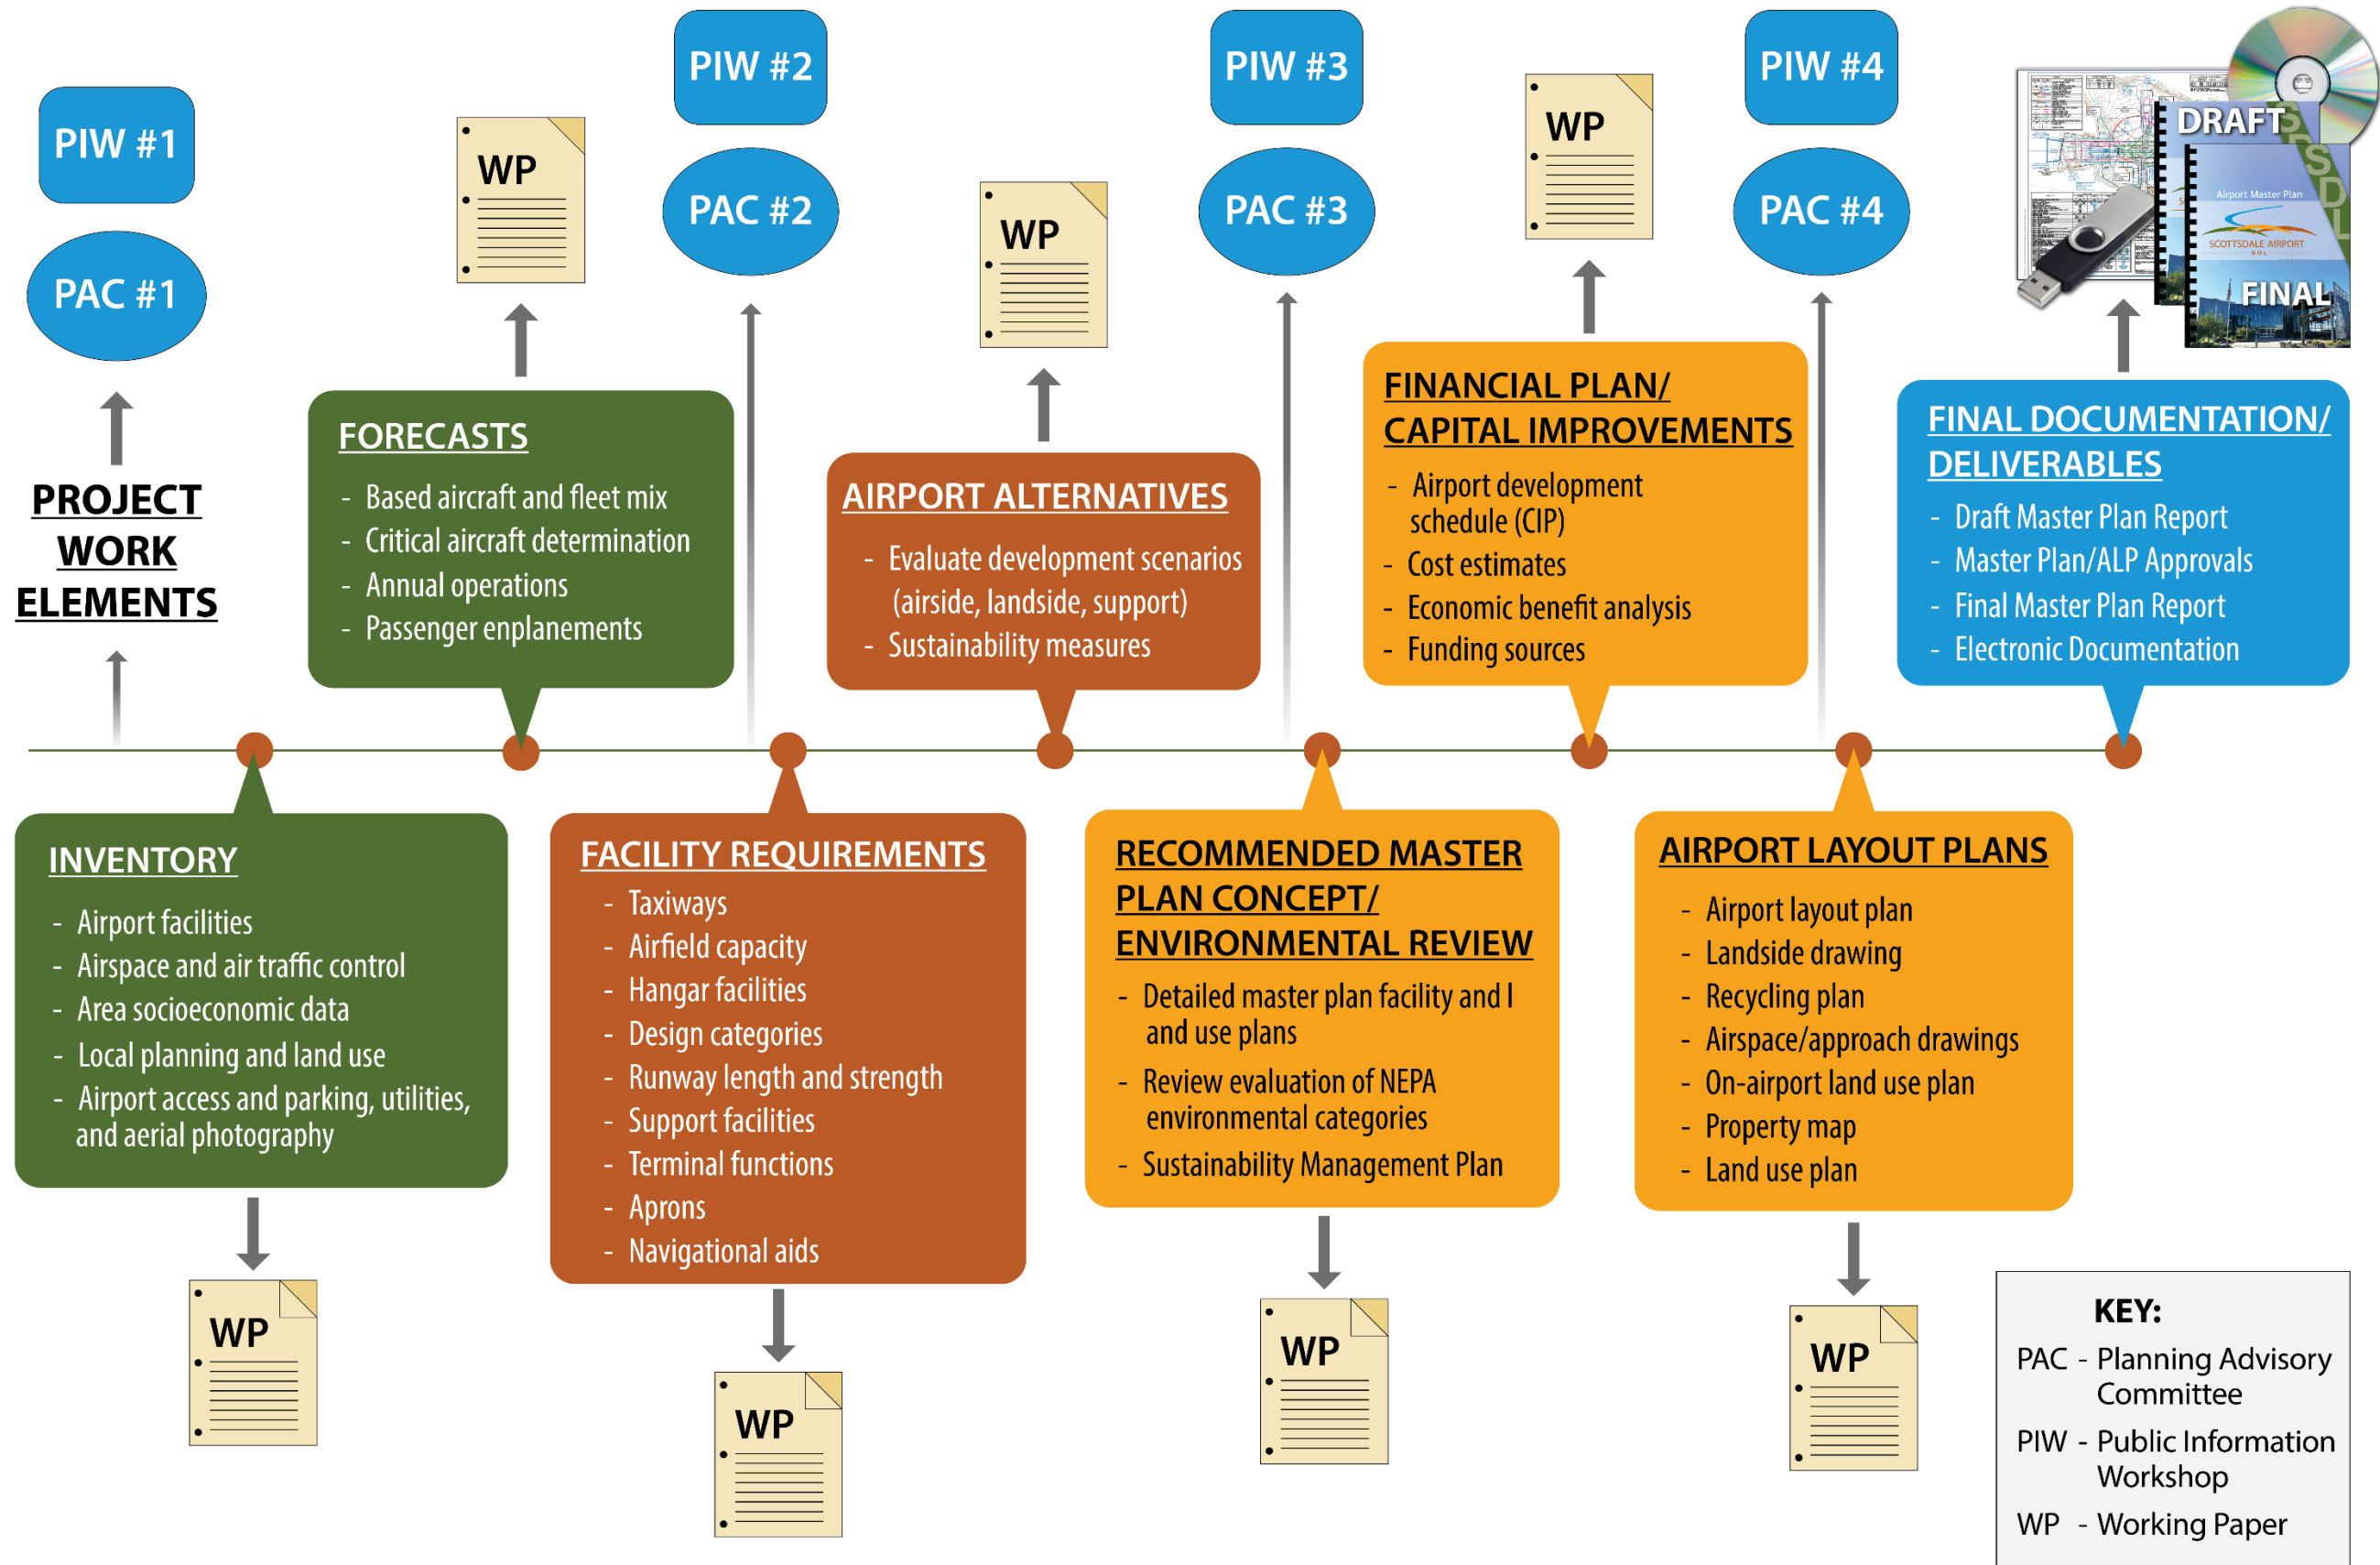 PIW #1
PAC #1
PROJECT
WORK
ELEMENTS
WP
FORECASTS
- Based aircraft and fleet mix
- Critical aircraft determination
- Annual operations
- Passenger enplanements
PIW #2
PAC #2
WP
AIRPORT ALTERNATIVES
- Evaluate development scenarios
(airside, landside, support)
- Sustainability measures
PIW #3
PAC #3
WP
FINANCIAL PLAN/
CAPITAL IMPROVEMENTS
- Airport development
schedule (CIP)
- Cost estimates
- Economic benefit analysis
- Funding sources
PIW #4
PAC #4
DRAFT
Airport Master Plan
SCOTTSDALE AIRPORT
SDL
FINAL
FINAL DOCUMENTATION/
DELIVERABLES
- Draft Master Plan Report
- Master Plan/ALP Approvals
- Final Master Plan Report
- Electronic Documentation
INVENTORY
- Airport facilities
- Airspace and air traffic control
- Area socioeconomic data
- Local planning and land use
- Airport access and parking, utilities,
and aerial photography
WP
FACILITY REQUIREMENTS
- Taxiways
- Airfield capacity
- Hangar facilities
- Design categories
- Runway length and strength
- Support facilities
- Terminal functions
- Aprons
- Navigational aids
WP
RECOMMENDED MASTER
PLAN CONCEPT/
ENVIRONMENTAL REVIEW
- Detailed master plan facility and l
and use plans
- Review evaluation of NEPA
environmental categories
- Sustainability Management Plan
WP
AIRPORT LAYOUT PLANS
- Airport layout plan
- Landside drawing
- Recycling plan
- Airspace/approach drawings
- On-airport land use plan
- Property map
- Land use plan
WP
KEY:
PAC - Planning Advisory
Committee
PIW - Public Information
Workshop
WP - Working Paper